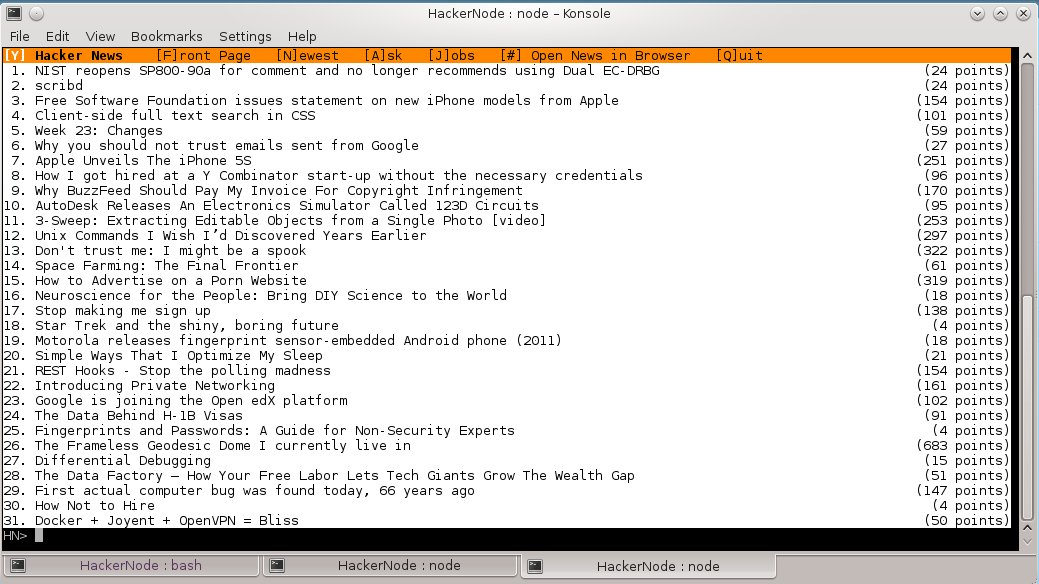 HackerNode : node – Konsole
File Edit View Bookmarks Settings Help
[Y] Hacker News [F]ront Page [N]ewest [A]sk [J]obs [#] Open News in Browser [Q]uit
1. NIST reopens SP800-90a for comment and no longer recommends using Dual EC-DRBG (24 points)
2. scribd (24 points)
3. Free Software Foundation issues statement on new iPhone models from Apple (154 points)
4. Client-side full text search in CSS (101 points)
5. Week 23: Changes (59 points)
6. Why you should not trust emails sent from Google (27 points)
7. Apple Unveils The iPhone 5S (251 points)
8. How I got hired at a Y Combinator start-up without the necessary credentials (96 points)
9. Why BuzzFeed Should Pay My Invoice For Copyright Infringement (170 points)
10. AutoDesk Releases An Electronics Simulator Called 123D Circuits (95 points)
11. 3-Sweep: Extracting Editable Objects from a Single Photo [video] (253 points)
12. Unix Commands I Wish I’d Discovered Years Earlier (297 points)
13. Don't trust me: I might be a spook (322 points)
14. Space Farming: The Final Frontier (61 points)
15. How to Advertise on a Porn Website (319 points)
16. Neuroscience for the People: Bring DIY Science to the World (18 points)
17. Stop making me sign up (138 points)
18. Star Trek and the shiny, boring future (4 points)
19. Motorola releases fingerprint sensor-embedded Android phone (2011) (18 points)
20. Simple Ways That I Optimize My Sleep (21 points)
21. REST Hooks - Stop the polling madness (154 points)
22. Introducing Private Networking (161 points)
23. Google is joining the Open edX platform (102 points)
24. The Data Behind H-1B Visas (91 points)
25. Fingerprints and Passwords: A Guide for Non-Security Experts (4 points)
26. The Frameless Geodesic Dome I currently live in (683 points)
27. Differential Debugging (15 points)
28. The Data Factory – How Your Free Labor Lets Tech Giants Grow The Wealth Gap (51 points)
29. First actual computer bug was found today, 66 years ago (147 points)
30. How Not to Hire (4 points)
31. Docker + Joyent + OpenVPN = Bliss (50 points)
HN>
HackerNode : bash HackerNode : node HackerNode : node